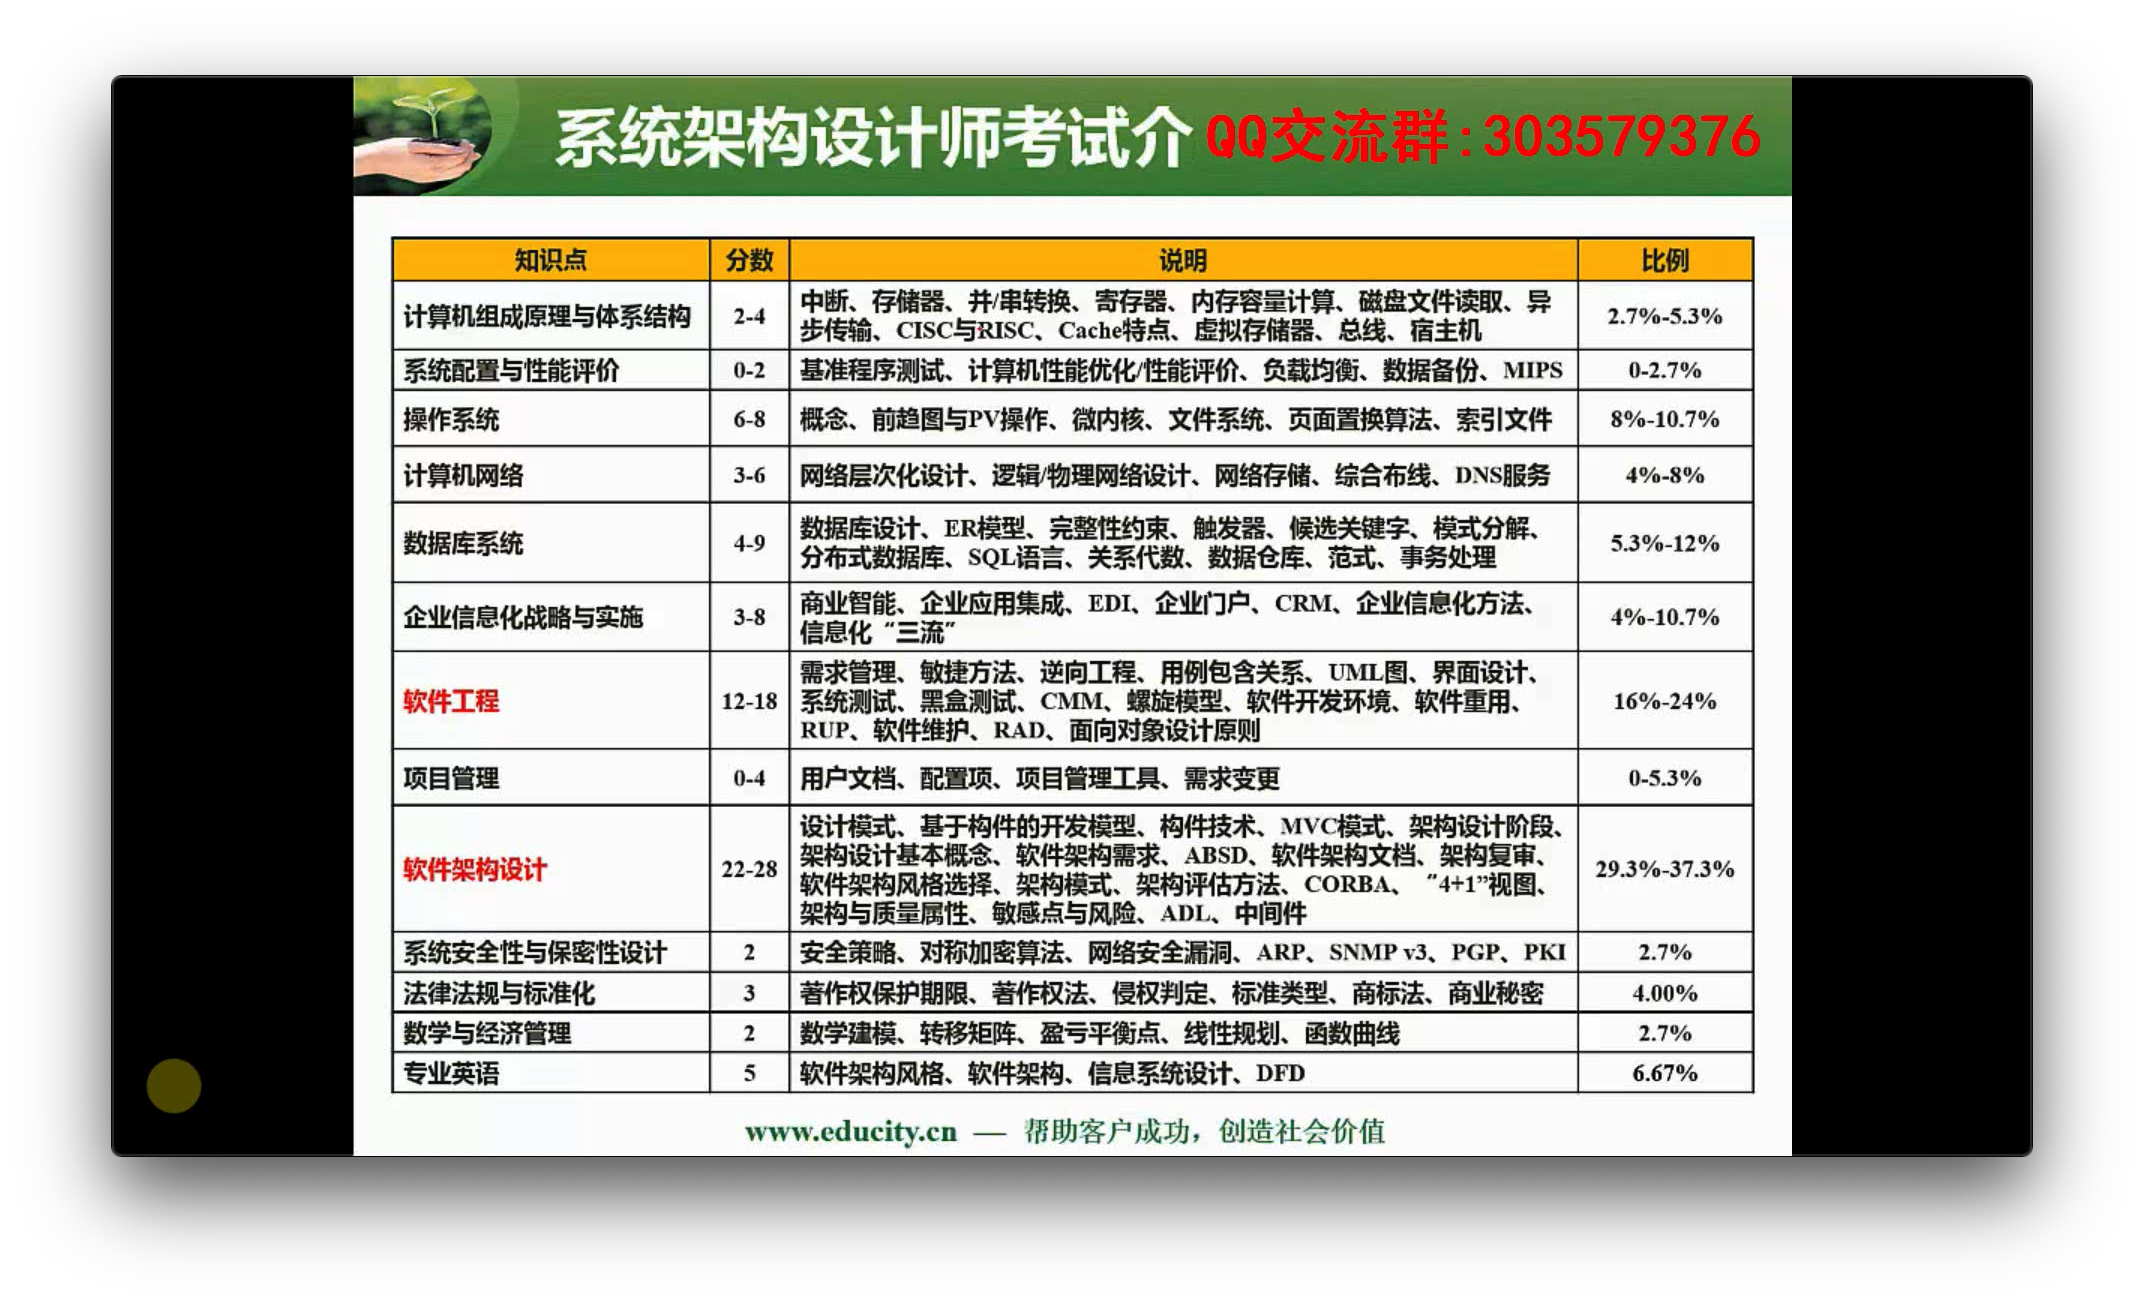 系统架构设计师考试介 QQ交流群:303579376
知识点 分数 说明 比例
计算机组成原理与体系结构 2-4 中断、存储器、并/串转换、寄存器、内存容量计算、磁盘文件读取、异
步传输、CISC与RISC、Cache特点、虚拟存储器、总线、宿主机 2.7%-5.3%
系统配置与性能评价 0-2 基准程序测试、计算机性能优化/性能评价、负载均衡、数据备份、MIPS 0-2.7%
操作系统 6-8 概念、前趋图与PV操作、微内核、文件系统、页面置换算法、索引文件 8%-10.7%
计算机网络 3-6 网络层次化设计、逻辑/物理网络设计、网络存储、综合布线、DNS服务 4%-8%
数据库系统 4-9 数据库设计、ER模型、完整性约束、触发器、候选关键字、模式分解、
分布式数据库、SQL语言、关系代数、数据仓库、范式、事务处理 5.3%-12%
企业信息化战略与实施 3-8 商业智能、企业应用集成、EDI、企业门户、CRM、企业信息化方法、
信息化“三流” 4%-10.7%
软件工程 12-18 需求管理、敏捷方法、逆向工程、用例包含关系、UML图、界面设计、
系统测试、黑盒测试、CMM、螺旋模型、软件开发环境、软件重用、
RUP、软件维护、RAD、面向对象设计原则 16%-24%
项目管理 0-4 用户文档、配置项、项目管理工具、需求变更 0-5.3%
软件架构设计 22-28 设计模式、基于构件的开发模型、构件技术、MVC模式、架构设计阶段、
架构设计基本概念、软件架构需求、ABSD、软件架构文档、架构复审、
软件架构风格选择、架构模式、架构评估方法、CORBA、“4+1”视图、
架构与质量属性、敏感点与风险、ADL、中间件 29.3%-37.3%
系统安全性与保密性设计 2 安全策略、对称加密算法、网络安全漏洞、ARP、SNMP v3、PGP、PKI 2.7%
法律法规与标准化 3 著作权保护期限、著作权法、侵权判定、标准类型、商标法、商业秘密 4.00%
数学与经济管理 2 数学建模、转移矩阵、盈亏平衡点、线性规划、函数曲线 2.7%
专业英语 5 软件架构风格、软件架构、信息系统设计、DFD 6.67%
www.educity.cn — 帮助客户成功，创造社会价值